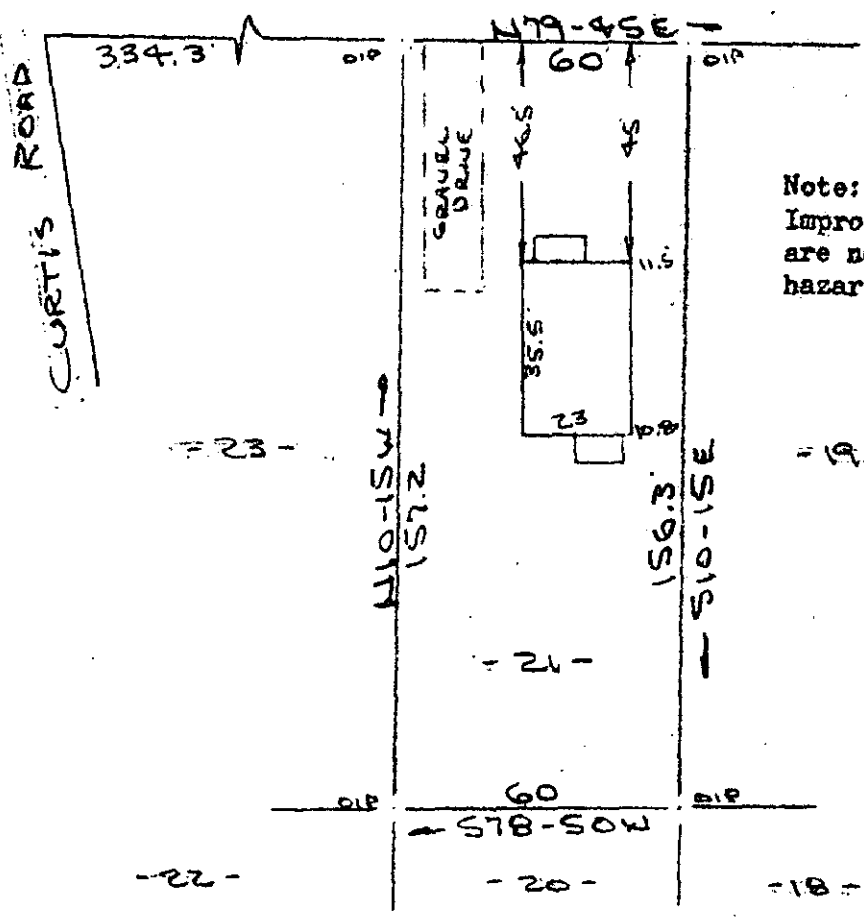 N79-45E
334.3
OIP
60
OIP
CURTIS ROAD
GRAVEL
DRIVE
46.5
45
Note:
Impro
are n
hazar
11.5
35.5
23
10.8
-23-
-19
N10-15W
157.2
156.3
S10-15E
-21-
OIP
60
OIP
S78-50W
-22-
-20-
-18-